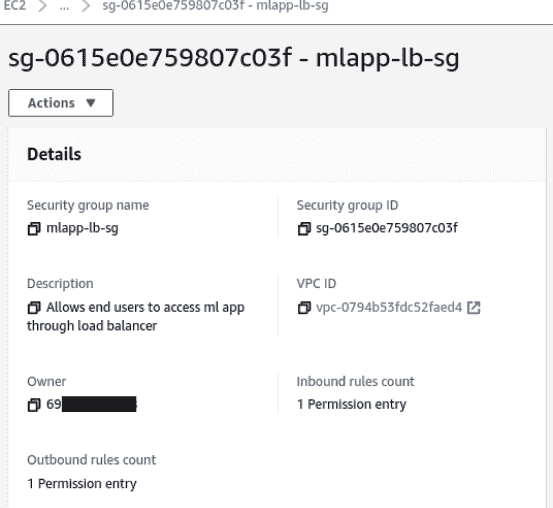 EC2 > ... > sg-0615e0e759807c03f - mlapp-lb-sg
sg-0615e0e759807c03f - mlapp-lb-sg
Actions ▼
Details
Security group name
mlapp-lb-sg
Security group ID
sg-0615e0e759807c03f
Description
Allows end users to access ml app
through load balancer
VPC ID
vpc-0794b53fdc52faed4
Owner
69
Inbound rules count
1 Permission entry
Outbound rules count
1 Permission entry